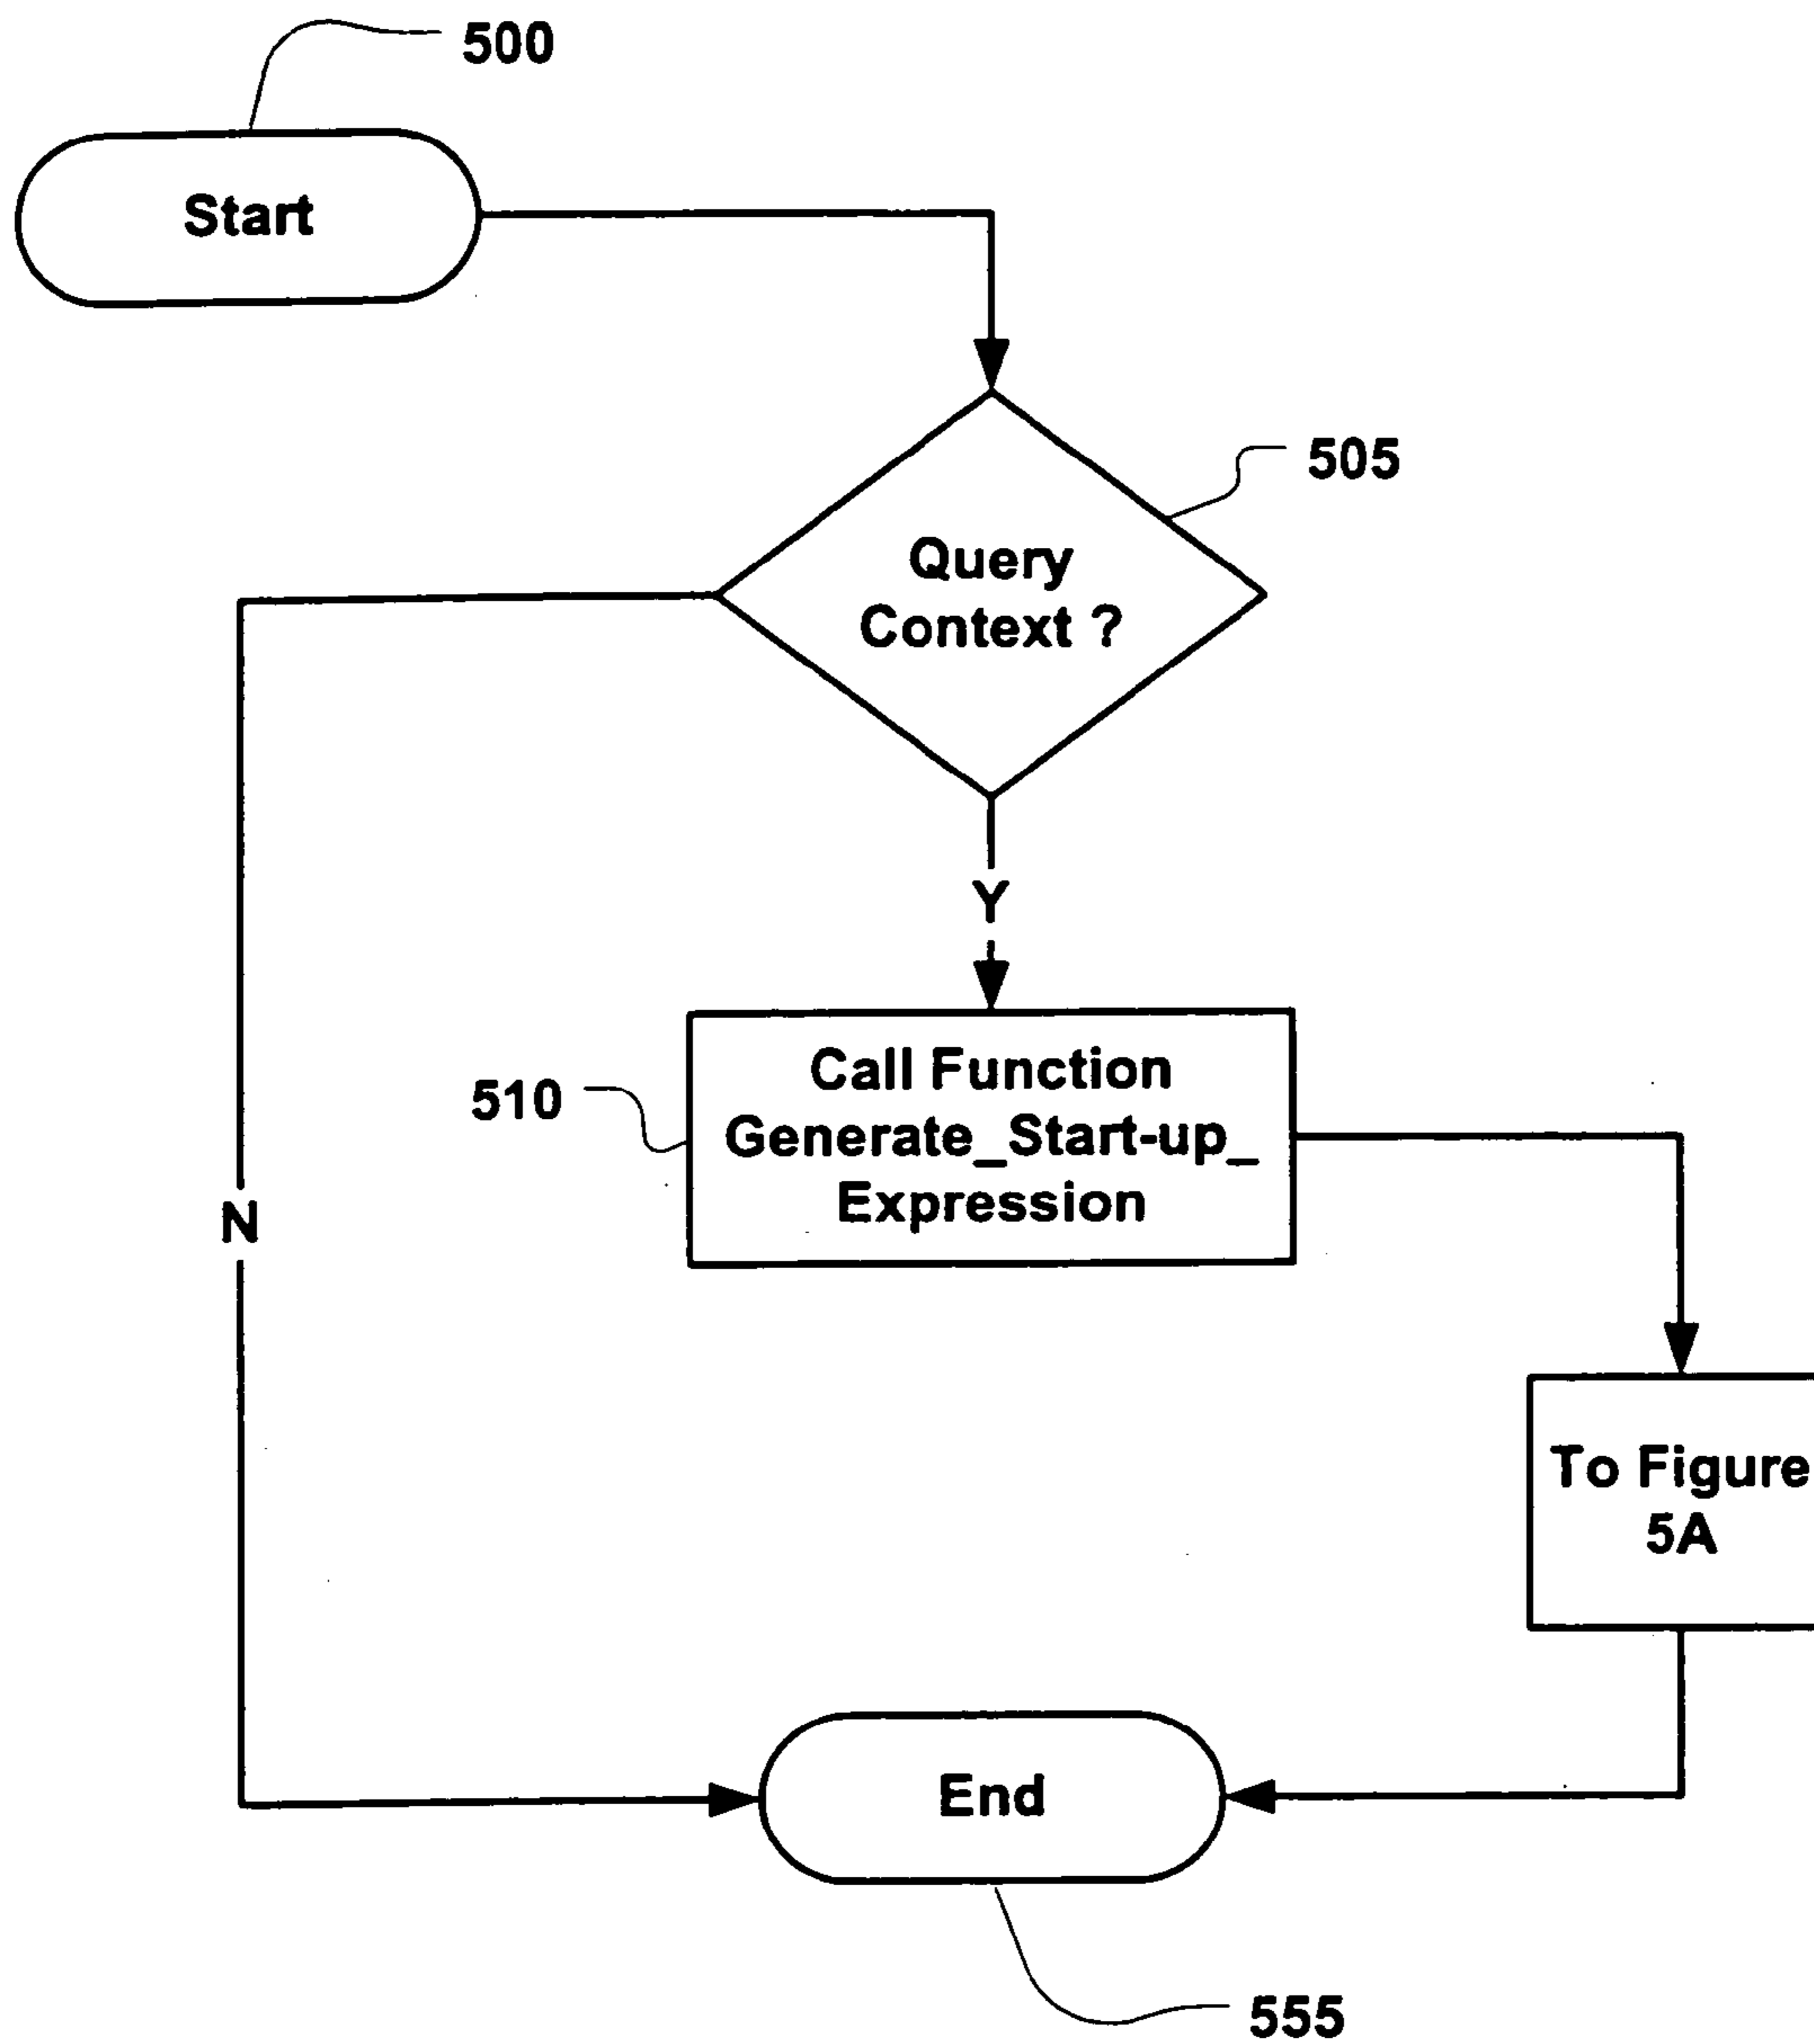 500
Start
505
Query
Context ?
Y
Call Function
Generate_Start-up_
Expression
510
N
To Figure
5A
End
555